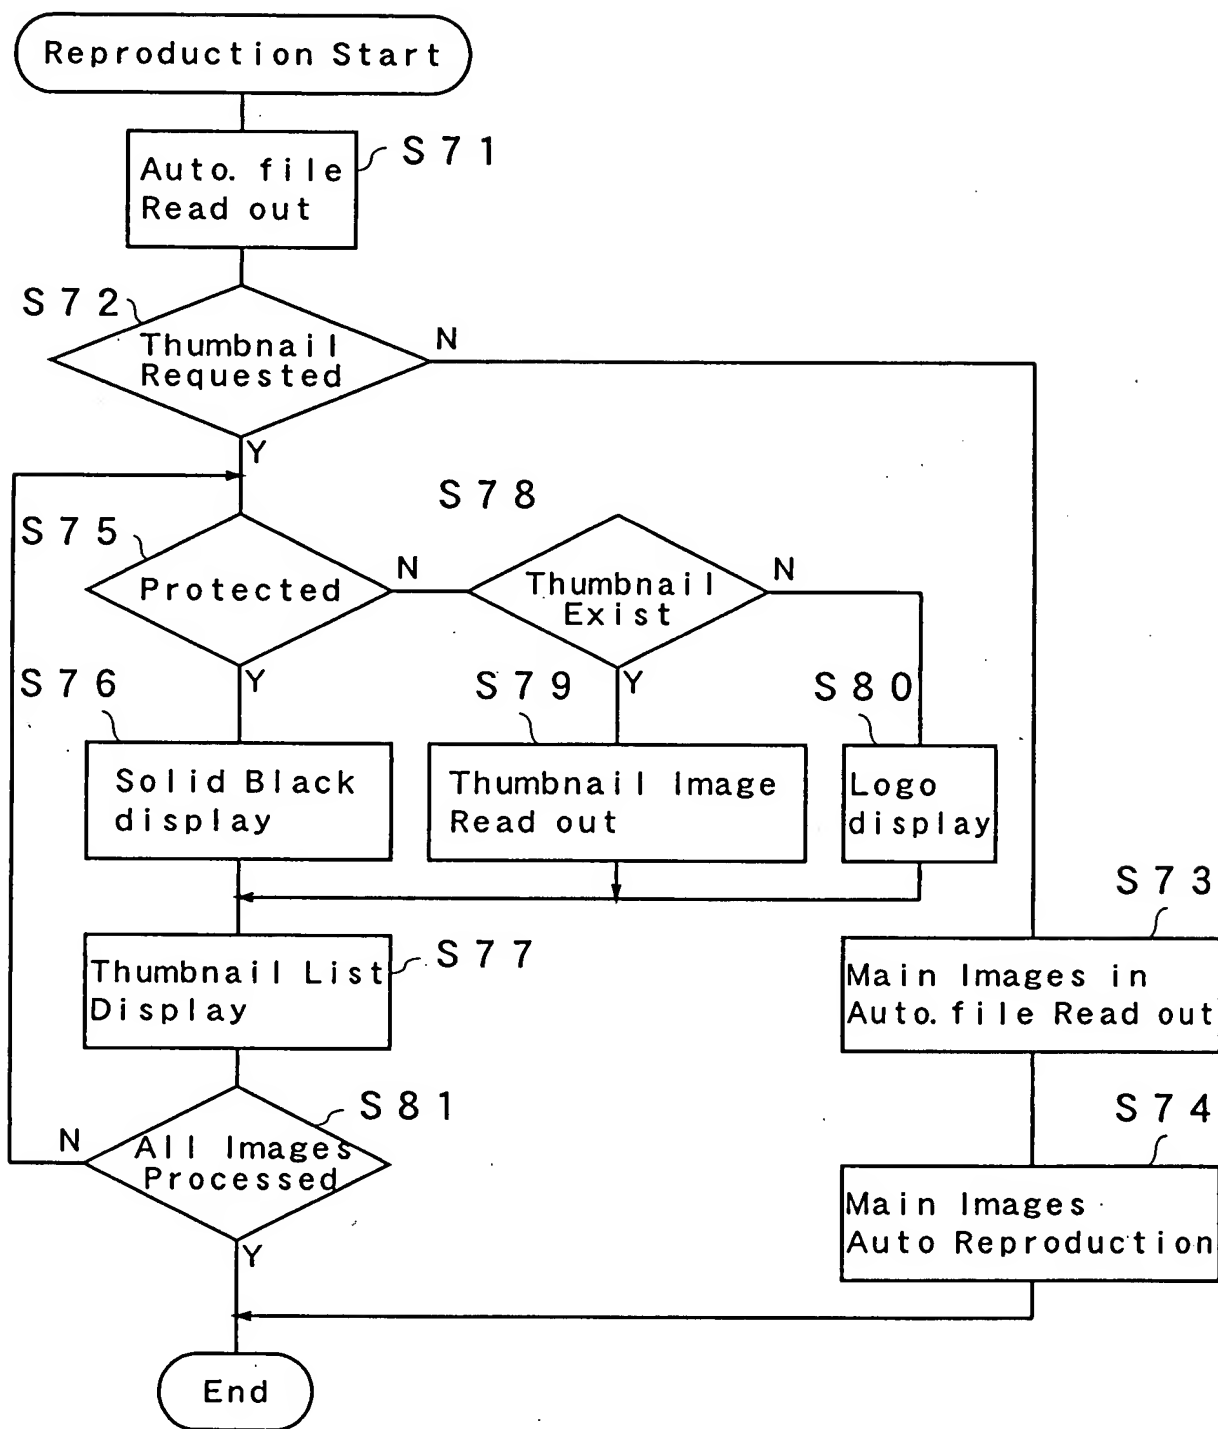 Reproduction Start
S71
Auto. file
Read out
S72
Thumbnail
Requested
N
Y
S75
Protected
N
Y
S78
Thumbnail
Exist
N
Y
S76
Solid Black
display
S79
Thumbnail Image
Read out
S80
Logo
display
S77
Thumbnail List
Display
S73
Main Images in
Auto.file Read out
S81
All Images
Processed
N
Y
S74
Main Images
Auto Reproduction
End